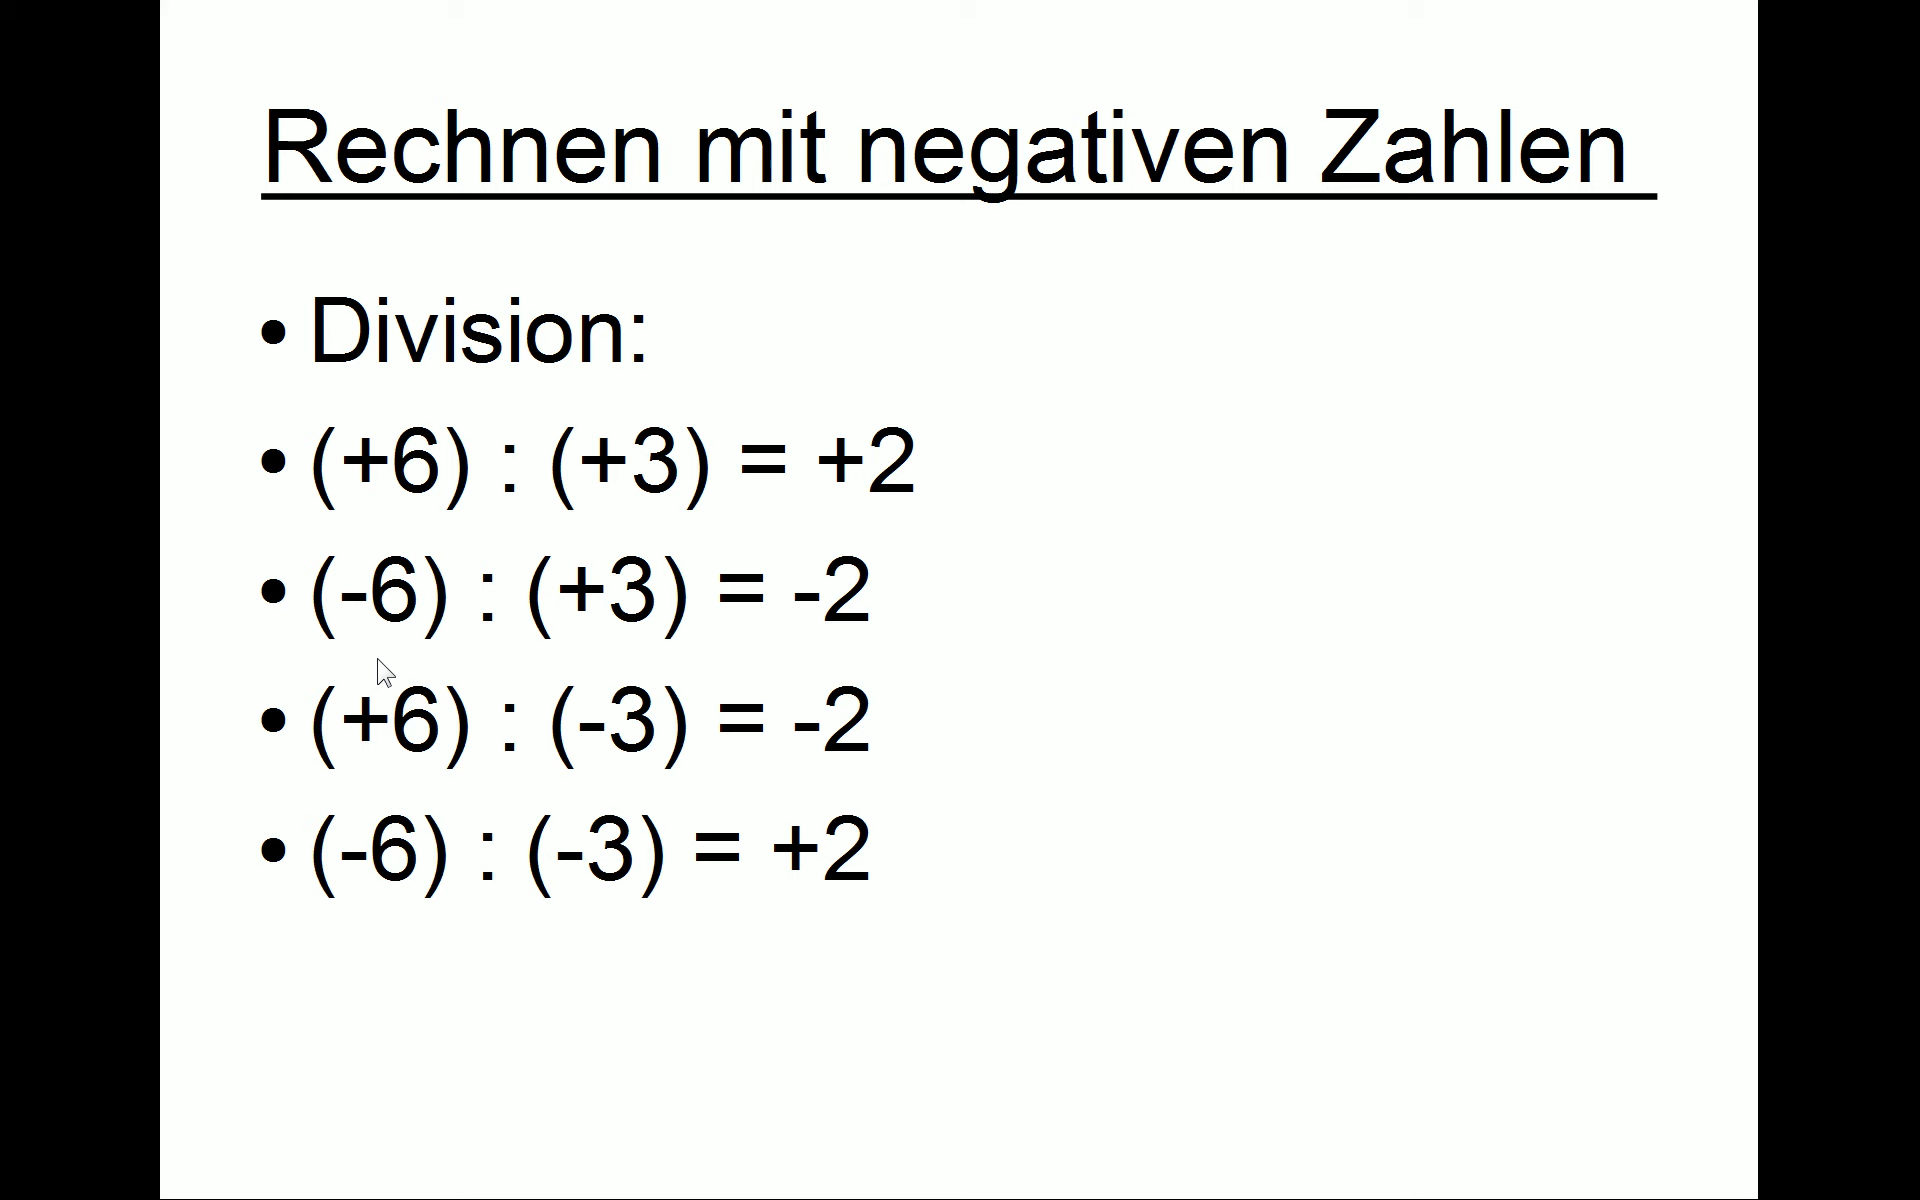 Rechnen mit negativen Zahlen
• Division:
• (+6) : (+3) = +2
• (-6) : (+3) = -2
• (+6) : (-3) = -2
• (-6) : (-3) = +2